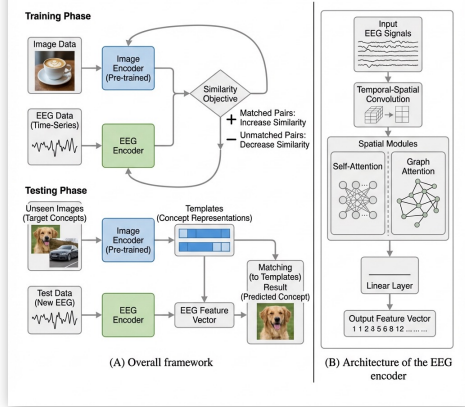 Training Phase
Image Data
Image
Encoder
(Pre-trained)
Similarity
Objective
EEG Data
(Time-Series)
EEG
Encoder
+ Matched Pairs:
Increase Similarity
− Unmatched Pairs:
Decrease Similarity
Testing Phase
Unseen Images
(Target Concepts)
Image
Encoder
(Pre-trained)
Templates
(Concept Representations)
Matching
(to Templates)
Result
(Predicted Concept)
Test Data
(New EEG)
EEG
Encoder
EEG Feature
Vector
(A) Overall framework
Input
EEG Signals
Temporal-Spatial
Convolution
Spatial Modules
Self-Attention
Graph
Attention
Linear Layer
Output Feature Vector
(B) Architecture of the EEG
encoder